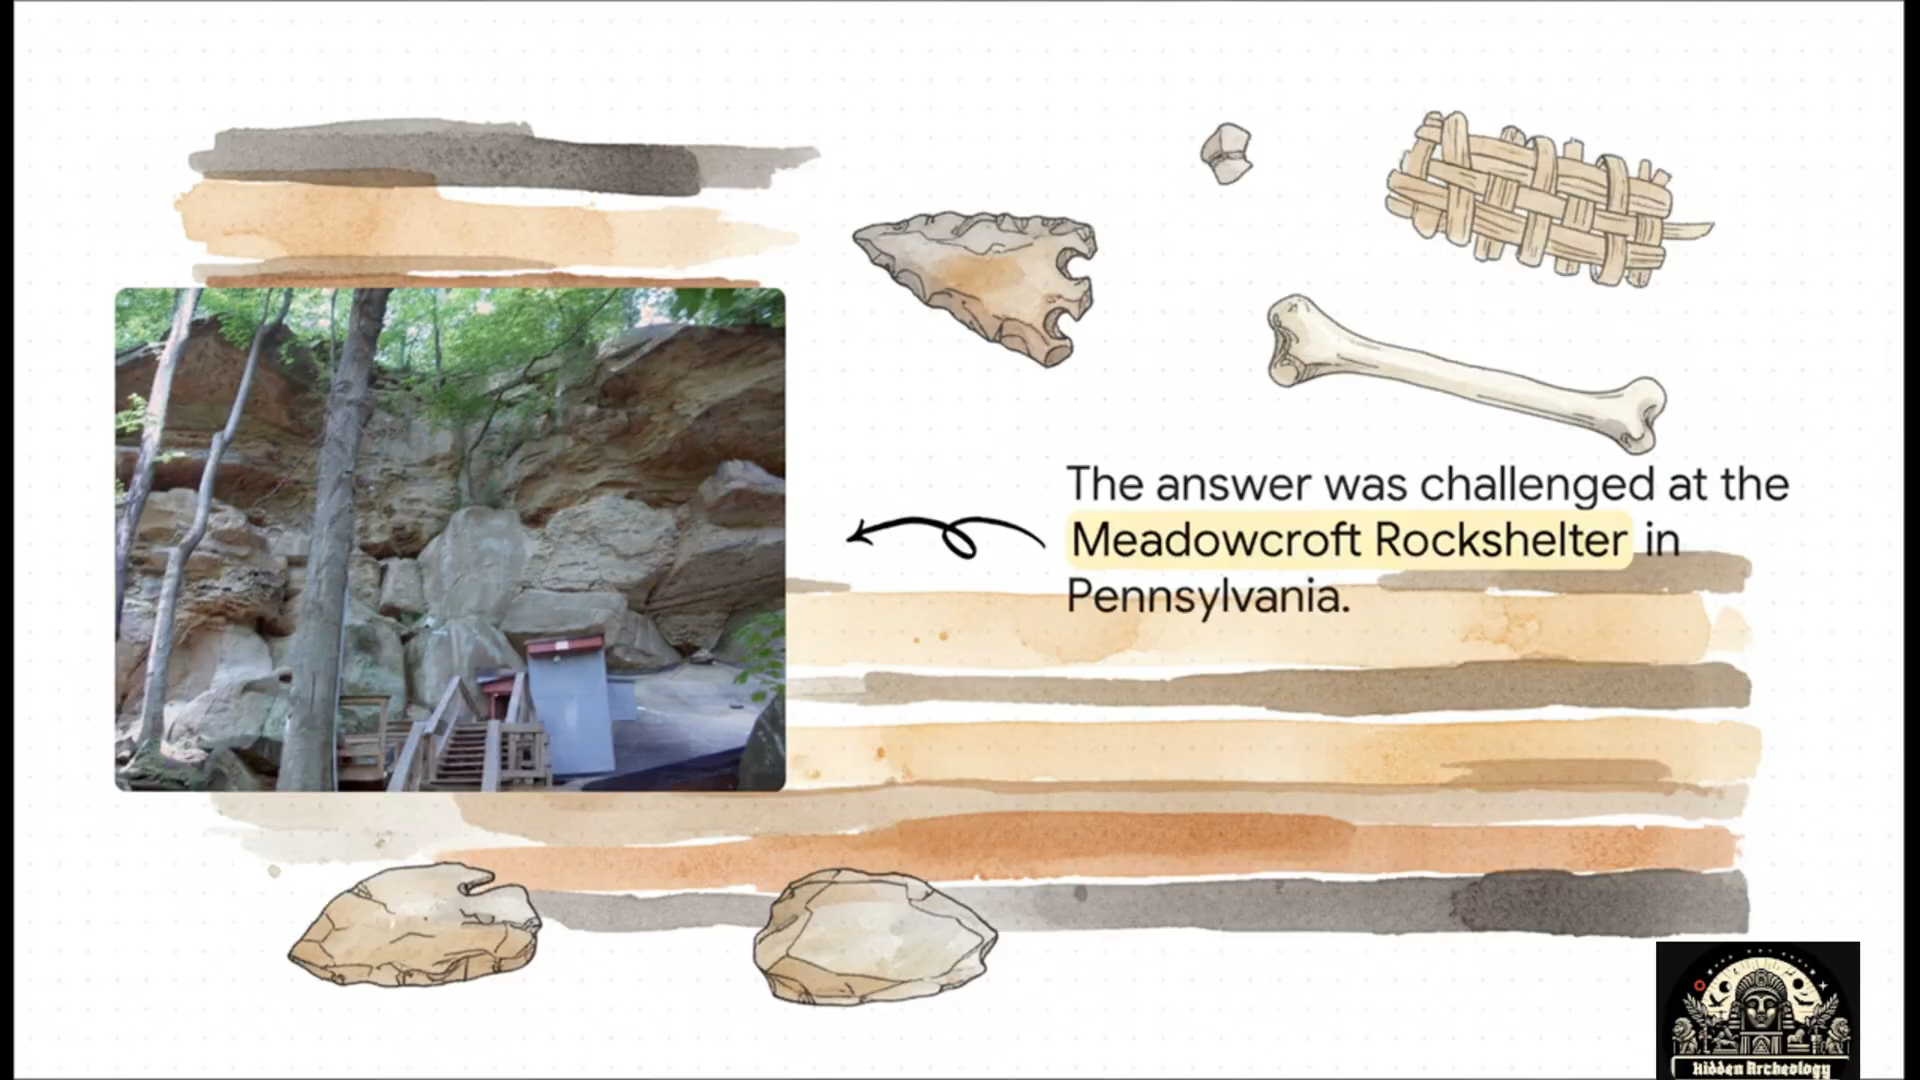 The answer was challenged at the
Meadowcroft Rockshelter in
Pennsylvania.
Hidden Archeology